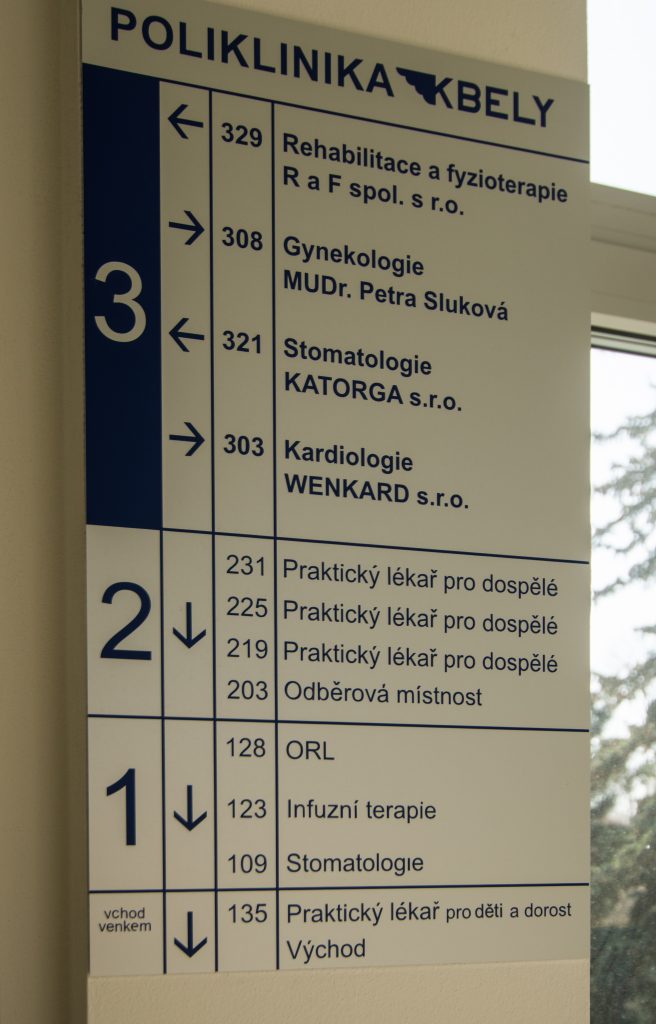 POLIKLINIKA KBELY
3
← 329 Rehabilitace a fyzioterapie
R a F spol. s r.o.
→ 308 Gynekologie
MUDr. Petra Sluková
← 321 Stomatologie
KATORGA s.r.o.
→ 303 Kardiologie
WENKARD s.r.o.
2
↓
231 Praktický lékař pro dospělé
225 Praktický lékař pro dospělé
219 Praktický lékař pro dospělé
203 Odběrová místnost
1
↓
128 ORL
123 Infuzní terapie
109 Stomatologie
vchod
venkem
↓
135 Praktický lékař pro děti a dorost
Východ